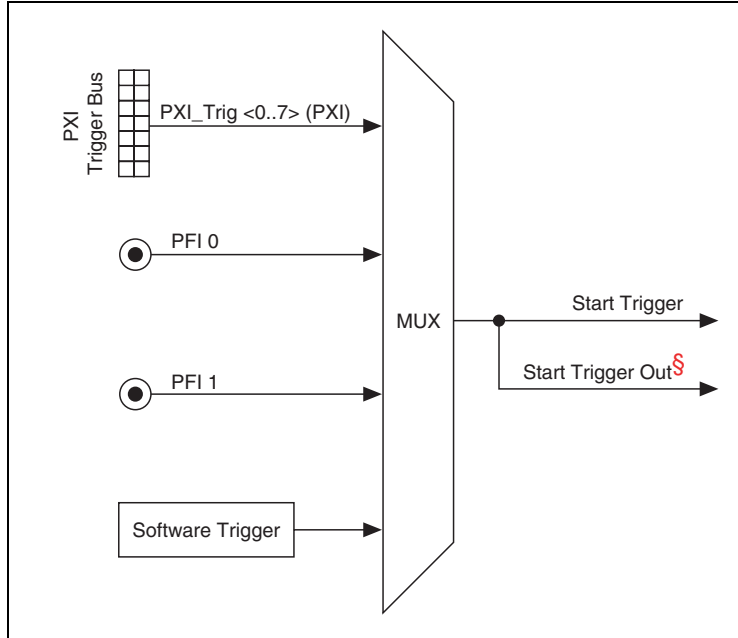 PXI
Trigger Bus
PXI_Trig <0..7> (PXI)
PFI 0
PFI 1
Software Trigger
MUX
Start Trigger
Start Trigger Out§